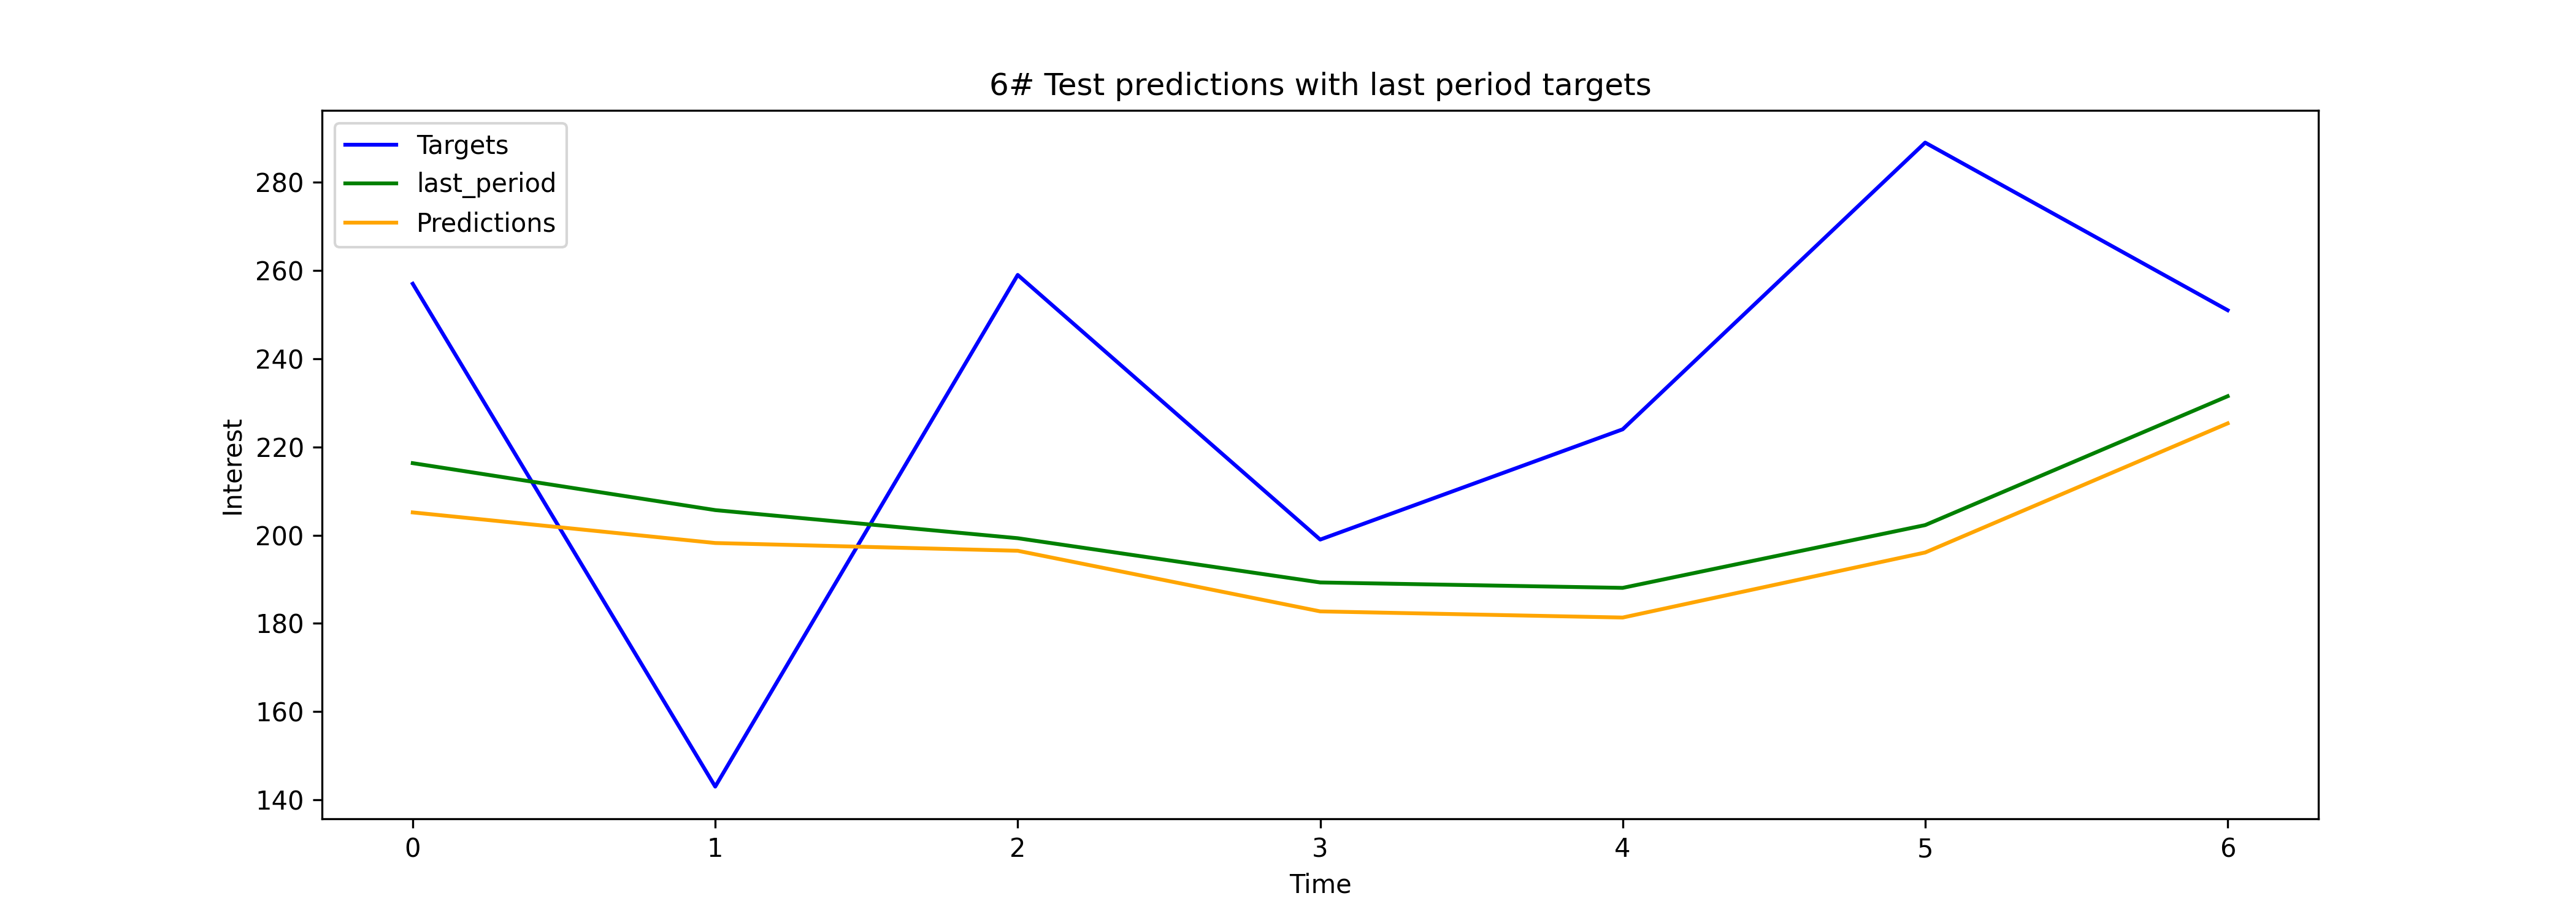 6# Test predictions with last period targets
Targets
last_period
Predictions
280
260
240
220
200
180
160
140
Interest
0 1 2 3 4 5 6
Time